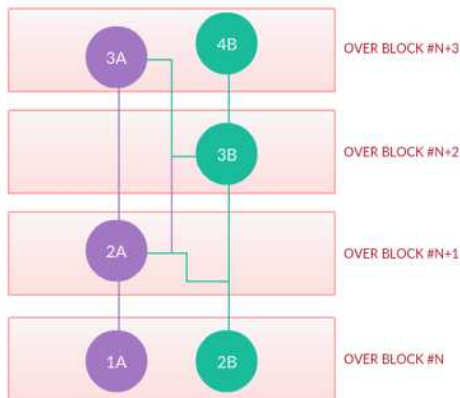 3A 4B OVER BLOCK #N+3
3B OVER BLOCK #N+2
2A OVER BLOCK #N+1
1A 2B OVER BLOCK #N